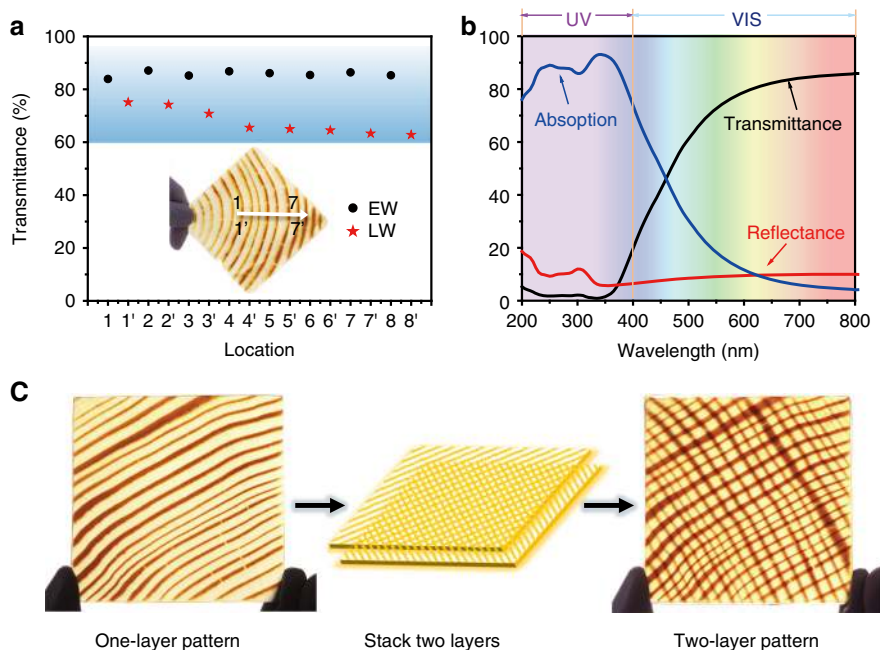 a
Transmittance (%)
100
80
60
40
20
0
1 7
1' 7'
EW
LW
1 1' 2 2' 3 3' 4 4' 5 5' 6 6' 7 7' 8 8'
Location
b
UV VIS
100
80
60
40
20
0
Absoption
Transmittance
Reflectance
200 300 400 500 600 700 800
Wavelength (nm)
C
One-layer pattern
Stack two layers
Two-layer pattern